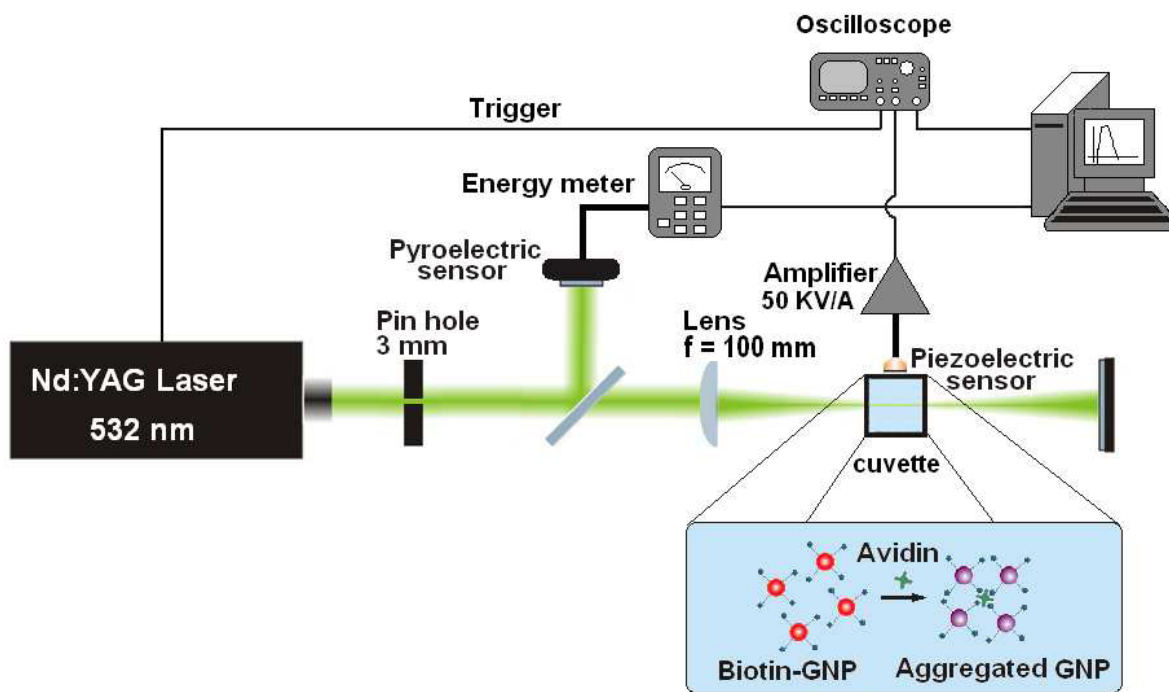 Oscilloscope
Trigger
Energy meter
Pyroelectric
sensor
Amplifier
50 KV/A
Pin hole
3 mm
Lens
f = 100 mm
Piezoelectric
sensor
Nd:YAG Laser
532 nm
cuvette
Avidin
Biotin-GNP
Aggregated GNP